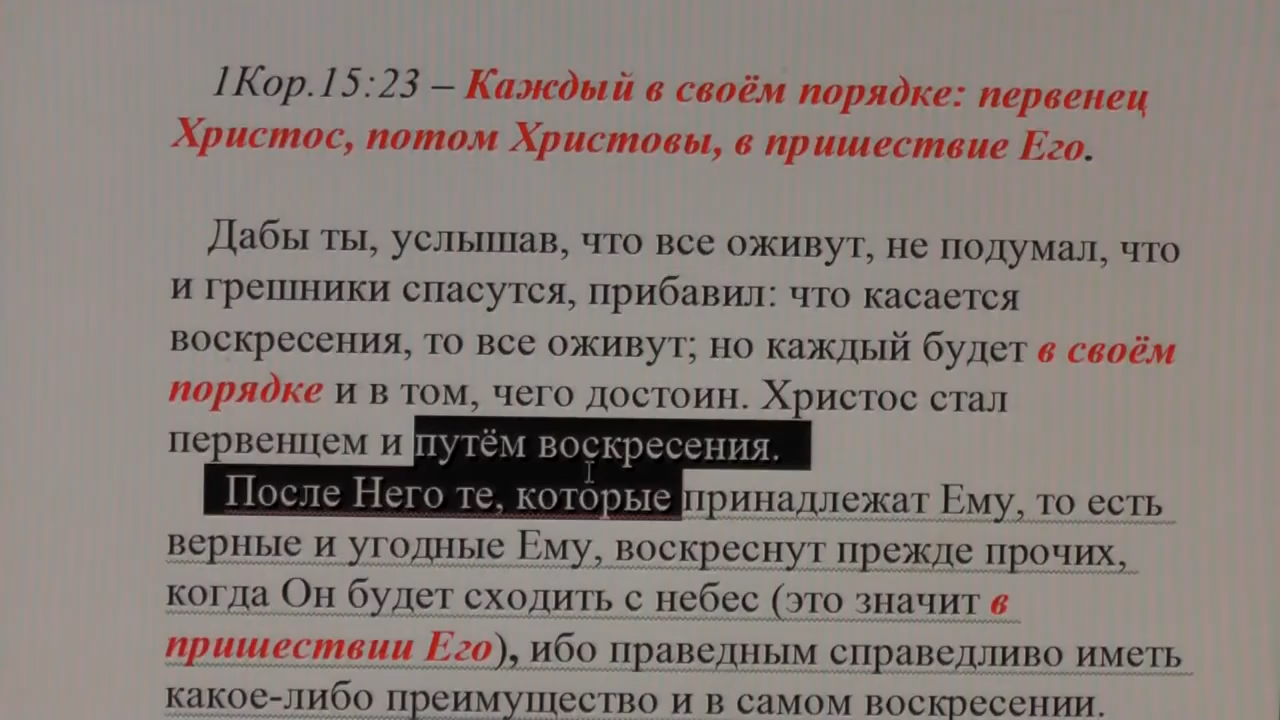 1Кор.15:23 – Каждый в своём порядке: первенец
Христос, потом Христовы, в пришествие Его.
Дабы ты, услышав, что все оживут, не подумал, что
и грешники спасутся, прибавил: что касается
воскресения, то все оживут; но каждый будет в своём
порядке и в том, чего достоин. Христос стал
первенцем и путём воскресения.
После Него те, которые принадлежат Ему, то есть
верные и угодные Ему, воскреснут прежде прочих,
когда Он будет сходить с небес (это значит в
пришествии Его), ибо праведным справедливо иметь
какое-либо преимущество и в самом воскресении.